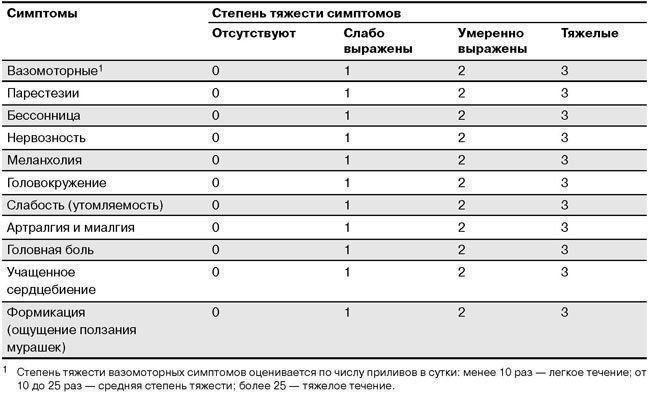 Симптомы Степень тяжести симптомов
Отсутствуют Слабо выражены Умеренно выражены Тяжелые
Вазомоторные¹ 0 1 2 3
Парестезии 0 1 2 3
Бессонница 0 1 2 3
Нервозность 0 1 2 3
Меланхолия 0 1 2 3
Головокружение 0 1 2 3
Слабость (утомляемость) 0 1 2 3
Артралгия и миалгия 0 1 2 3
Головная боль 0 1 2 3
Учащенное 0 1 2 3
сердцебиение
Формикация 0 1 2 3
(ощущение ползания
мурашек)
¹ Степень тяжести вазомоторных симптомов оценивается по числу приливов в сутки: менее 10 раз — легкое течение; от
10 до 25 раз — средняя степень тяжести; более 25 — тяжелое течение.